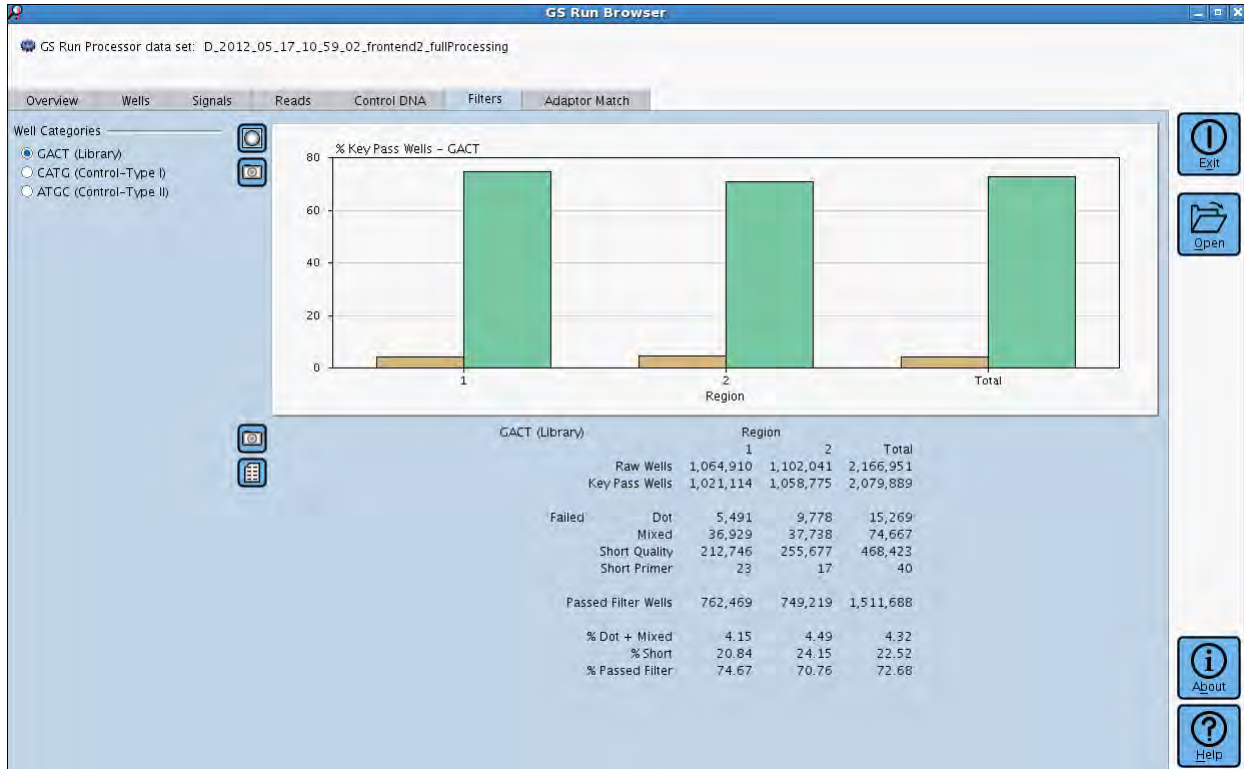 GS Run Browser
GS Run Processor data set: D_2012_05_17_10_59_02_frontend2_fullProcessing
Overview Wells Signals Reads Control DNA Filters Adaptor Match
Well Categories
GACT (Library)
CATG (Control-Type I)
ATGC (Control-Type II)
% Key Pass Wells - GACT
80
60
40
20
0
1 2 Total
Region
GACT (Library) Region
1 2 Total
Raw Wells 1,064,910 1,102,041 2,166,951
Key Pass Wells 1,021,114 1,058,775 2,079,889
Failed Dot 5,491 9,778 15,269
Mixed 36,929 37,738 74,667
Short Quality 212,746 255,677 468,423
Short Primer 23 17 40
Passed Filter Wells 762,469 749,219 1,511,688
% Dot + Mixed 4.15 4.49 4.32
% Short 20.84 24.15 22.52
% Passed Filter 74.67 70.76 72.68
Exit
Open
About
Help